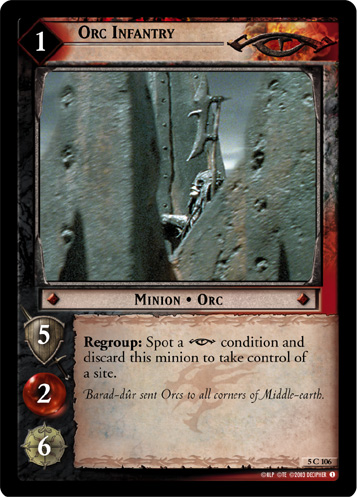 1
Orc Infantry
Minion • Orc
5
Regroup: Spot a condition and
discard this minion to take control of
a site.
2
Barad-dûr sent Orcs to all corners of Middle-earth.
6
5 C 106
©NLP ©TE ©2003 DECIPHER